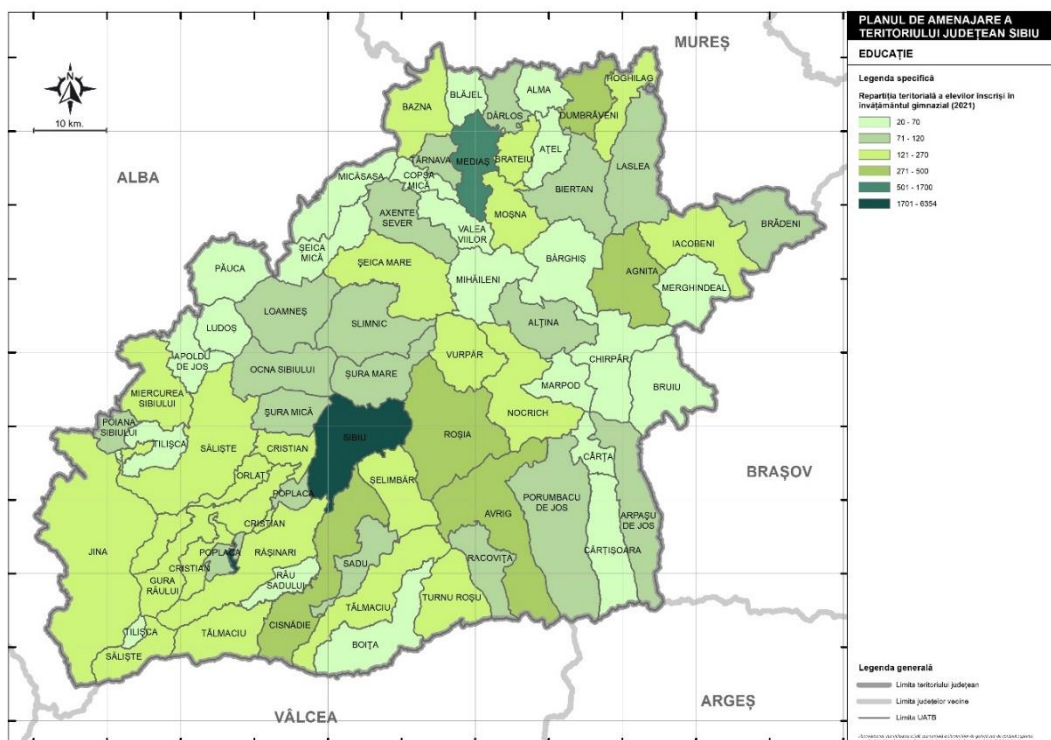 PLANUL DE AMENAJARE A
TERITORIULUI JUDEȚEAN SIBIU
EDUCAȚIE
Legenda specifică
Repartiția teritorială a elevilor înscriși în
învățământul gimnazial (2021)
20 - 70
71 - 120
121 - 270
271 - 500
501 - 1700
1701 - 6354
N
10 km.
MUREȘ
ALBA
BRAȘOV
ARGEȘ
VÂLCEA
HOGHILAG
BAZNA
BLĂJEL
ALMA
DÂRLOS
DUMBRĂVENI
TÂRNAVA
MEDIAȘ
BRATEIU
AȚEL
LASLEA
MICĂSASA
COPȘA
MICĂ
BIERTAN
AXENTE
SEVER
MOȘNA
BRĂDENI
VALEA
VIILOR
IACOBENI
ȘEICA
MICĂ
ȘEICA MARE
BÂRGHIȘ
AGNITA
PĂUCA
MIHĂILENI
MERGHINDEAL
LOAMNEȘ
SLIMNIC
ALȚINA
LUDOȘ
APOLDU
DE JOS
VURPĂR
CHIRPĂR
OCNA SIBIULUI
ȘURA MARE
MARPOD
BRUIU
MIERCUREA
SIBIULUI
ȘURA MICĂ
NOCRICH
POIANA
SIBIULUI
TILIȘCA
SĂLIȘTE
CRISTIAN
SIBIU
ROȘIA
CÂRȚA
ORLAT
ȘELIMBĂR
POPLACA
PORUMBACU
DE JOS
AVRIG
ARPAȘU
DE JOS
CRISTIAN
JINA
POPLACA
RĂȘINARI
CÂRȚIȘOARA
CRISTIAN
SADU
RACOVIȚA
GURA
RÂULUI
RÂU
SADULUI
TURNU ROȘU
TĂLMACIU
CISNĂDIE
TILIȘCA
TĂLMACIU
BOIȚA
SĂLIȘTE
Legenda generală
Limita teritoriului județean
Limita județelor vecine
Limita UATB